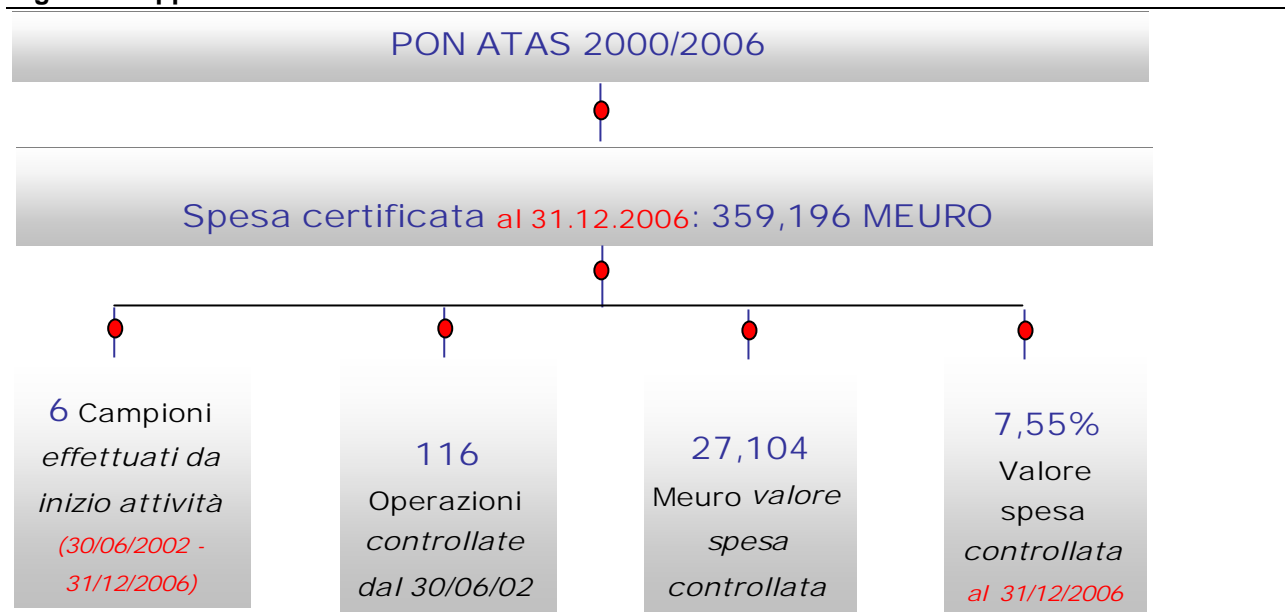 PON ATAS 2000/2006
Spesa certificata al 31.12.2006: 359,196 MEURO
6 Campioni
effettuati da
inizio attività
(30/06/2002 -
31/12/2006)
116
Operazioni
controllate
dal 30/06/02
27,104
Meuro valore
spesa
controllata
7,55%
Valore
spesa
controllata
al 31/12/2006